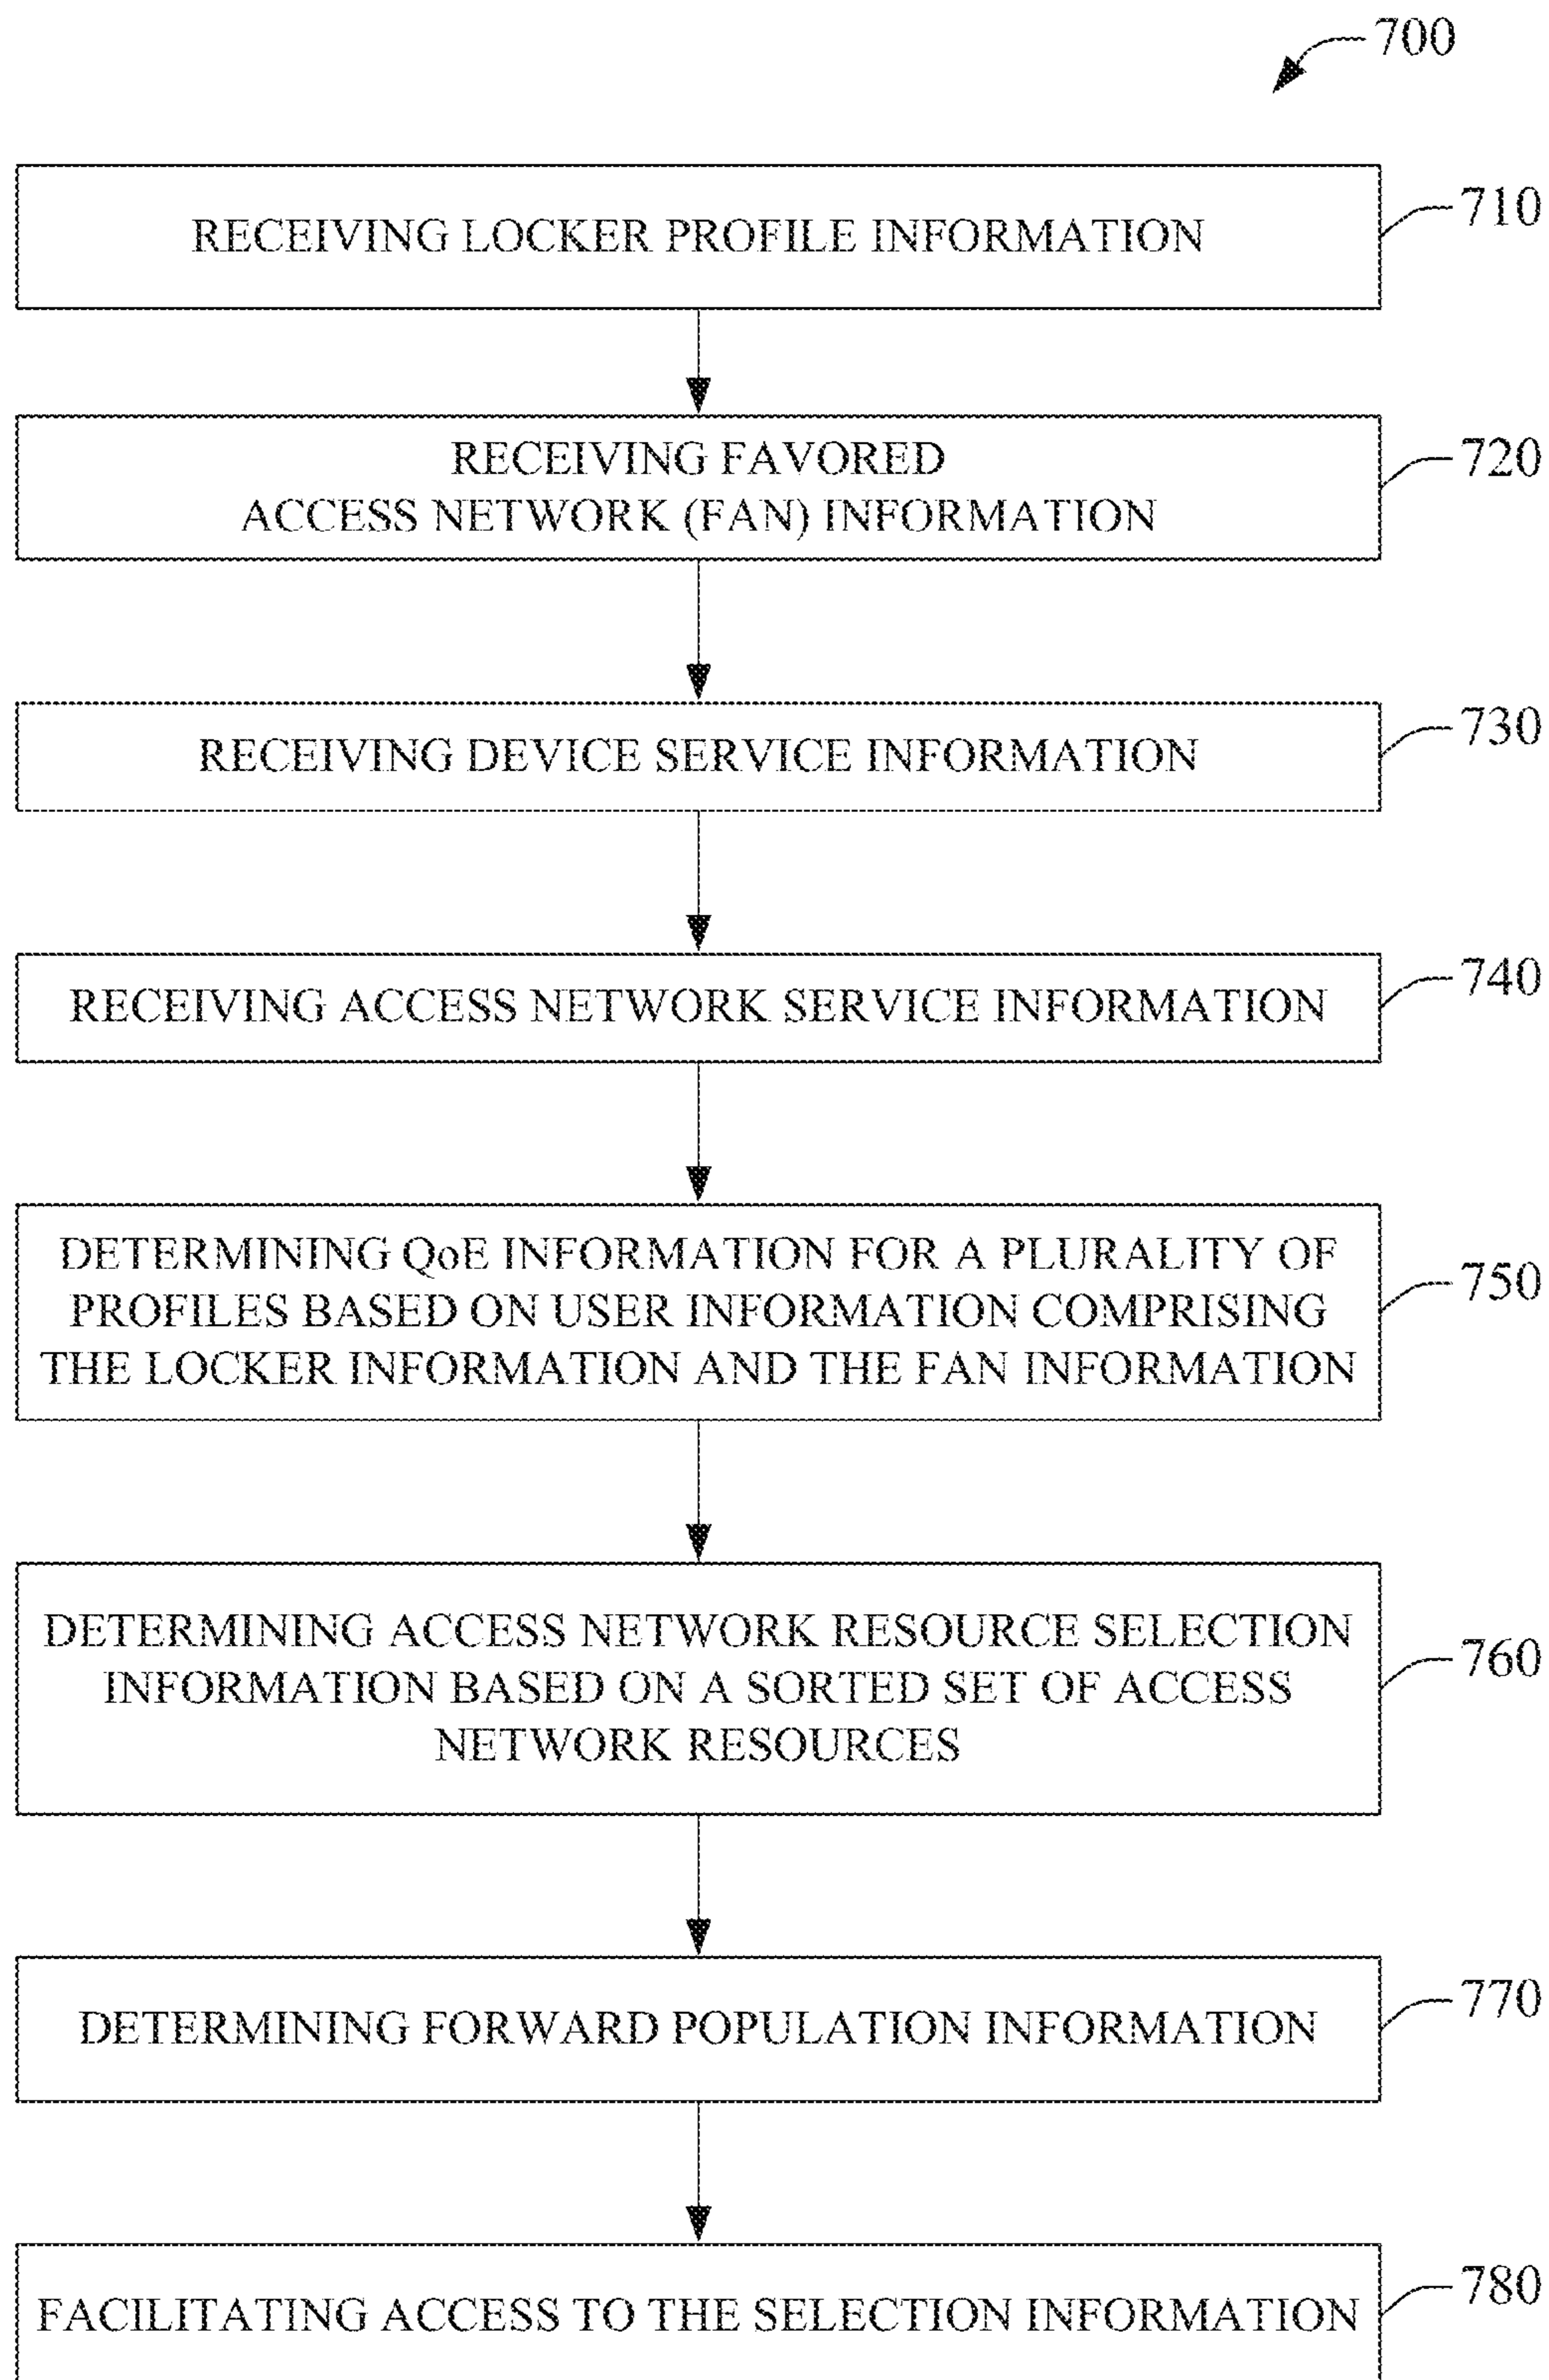 700
RECEIVING LOCKER PROFILE INFORMATION
710
RECEIVING FAVORED
ACCESS NETWORK (FAN) INFORMATION
720
RECEIVING DEVICE SERVICE INFORMATION
730
RECEIVING ACCESS NETWORK SERVICE INFORMATION
740
DETERMINING QoE INFORMATION FOR A PLURALITY OF
PROFILES BASED ON USER INFORMATION COMPRISING
THE LOCKER INFORMATION AND THE FAN INFORMATION
750
DETERMINING ACCESS NETWORK RESOURCE SELECTION
INFORMATION BASED ON A SORTED SET OF ACCESS
NETWORK RESOURCES
760
DETERMINING FORWARD POPULATION INFORMATION
770
FACILITATING ACCESS TO THE SELECTION INFORMATION
780